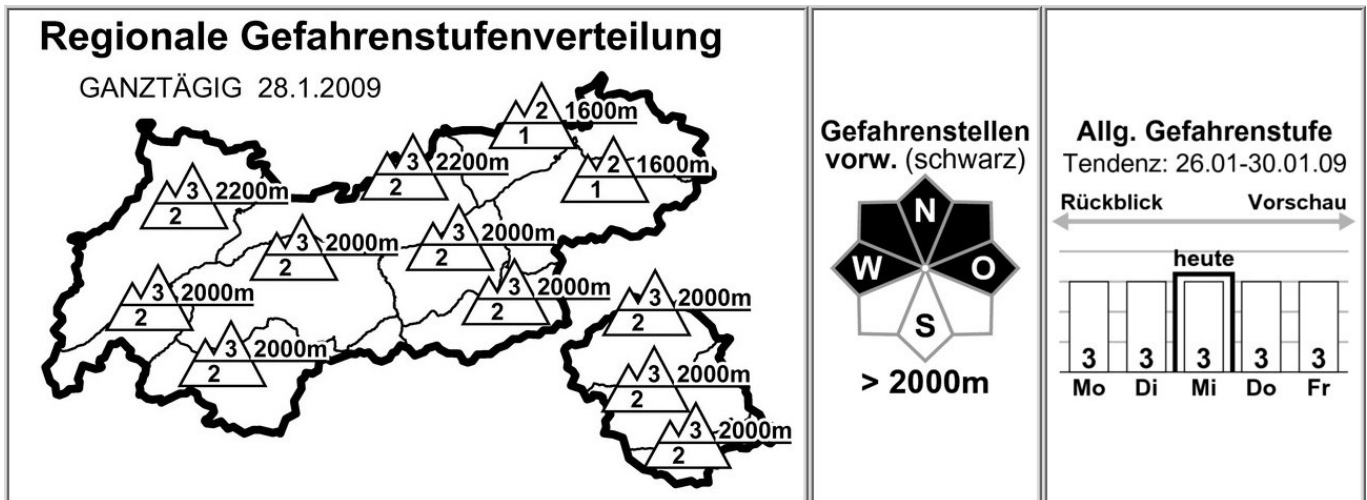 Regionale Gefahrenstufenverteilung
GANZTÄGIG 28.1.2009
2 1600m
1
3 2200m
2
2 1600m
1
3 2200m
2
3 2000m
2
3 2000m
2
3 2000m
2
3 2000m
2
3 2000m
2
3 2000m
2
3 2000m
2
3 2000m
2
Gefahrenstellen
vorw. (schwarz)
N
W O
S
> 2000m
Allg. Gefahrenstufe
Tendenz: 26.01-30.01.09
Rückblick Vorschau
heute
3 3 3 3 3
Mo Di Mi Do Fr